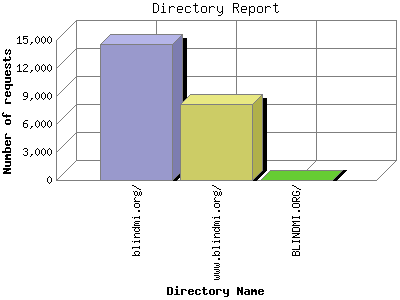 Directory Report
Number of requests
15,000
12,000
9,000
6,000
3,000
0
blindmi.org/
www.blindmi.org/
BLINDMI.ORG/
Directory Name